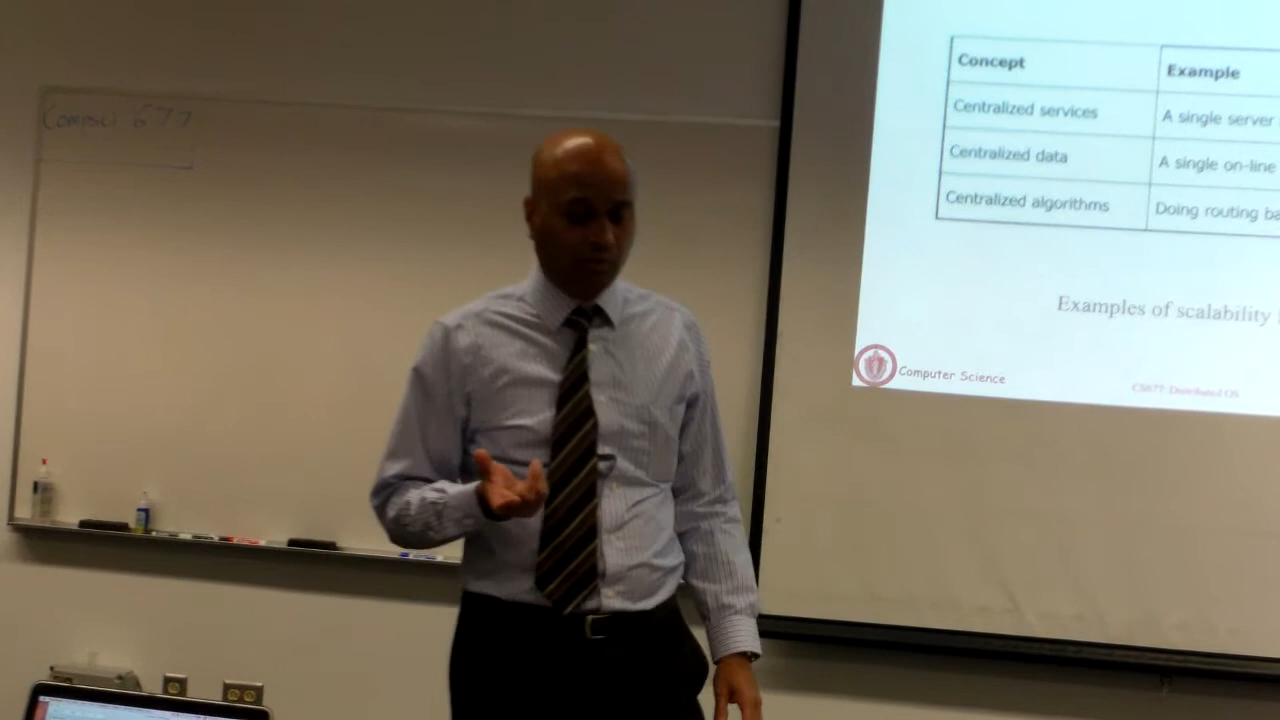 Compsci 677
Concept Example
Centralized services A single server
Centralized data A single on-line
Centralized algorithms Doing routing ba
Examples of scalability
Computer Science
CS677: Distributed OS